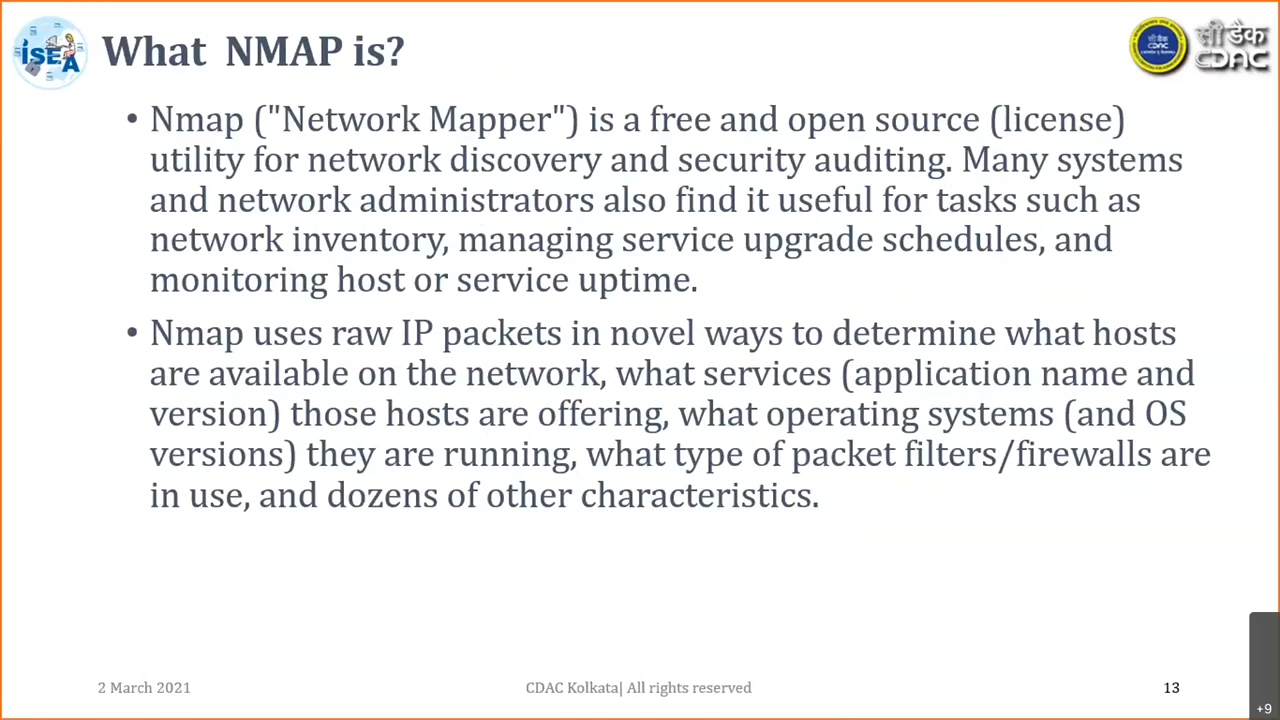 ISEA
What NMAP is?
CDAC
सी डैक
CDAC
• Nmap ("Network Mapper") is a free and open source (license)
utility for network discovery and security auditing. Many systems
and network administrators also find it useful for tasks such as
network inventory, managing service upgrade schedules, and
monitoring host or service uptime.
• Nmap uses raw IP packets in novel ways to determine what hosts
are available on the network, what services (application name and
version) those hosts are offering, what operating systems (and OS
versions) they are running, what type of packet filters/firewalls are
in use, and dozens of other characteristics.
2 March 2021
CDAC Kolkata| All rights reserved
13
+9